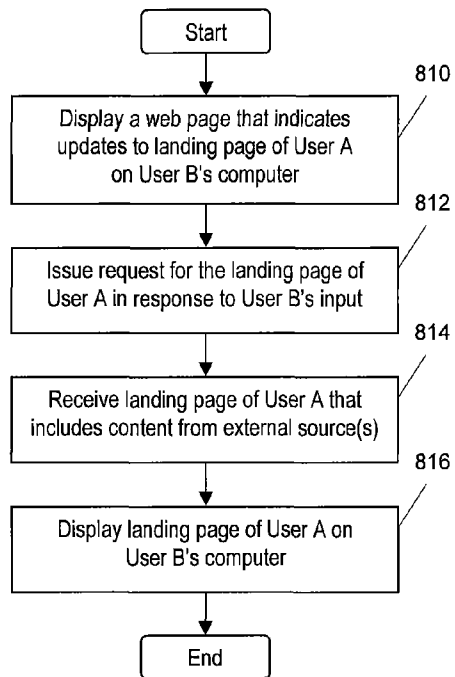 Start
810
Display a web page that indicates
updates to landing page of User A
on User B's computer
812
Issue request for the landing page of
User A in response to User B's input
814
Receive landing page of User A that
includes content from external source(s)
816
Display landing page of User A on
User B's computer
End